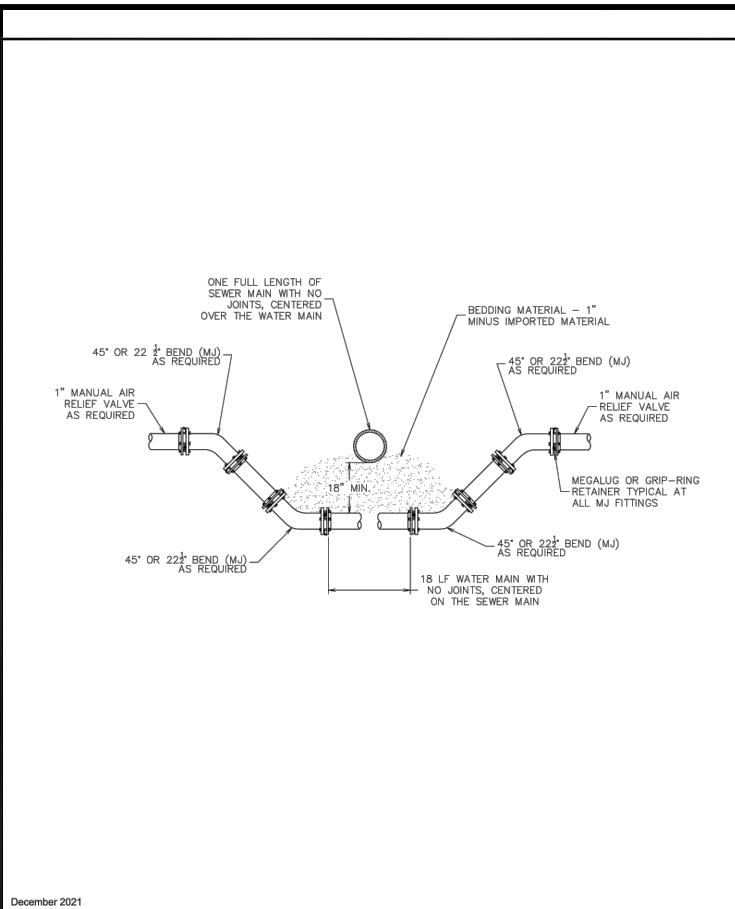 ONE FULL LENGTH OF
SEWER MAIN WITH NO
JOINTS, CENTERED
OVER THE WATER MAIN
BEDDING MATERIAL – 1"
MINUS IMPORTED MATERIAL
45° OR 22 ½° BEND (MJ)
AS REQUIRED
45° OR 22½° BEND (MJ)
AS REQUIRED
1" MANUAL AIR
RELIEF VALVE
AS REQUIRED
1" MANUAL AIR
RELIEF VALVE
AS REQUIRED
18" MIN.
MEGALUG OR GRIP–RING
RETAINER TYPICAL AT
ALL MJ FITTINGS
45° OR 22½° BEND (MJ)
AS REQUIRED
45° OR 22½° BEND (MJ)
AS REQUIRED
18 LF WATER MAIN WITH
NO JOINTS, CENTERED
ON THE SEWER MAIN
December 2021